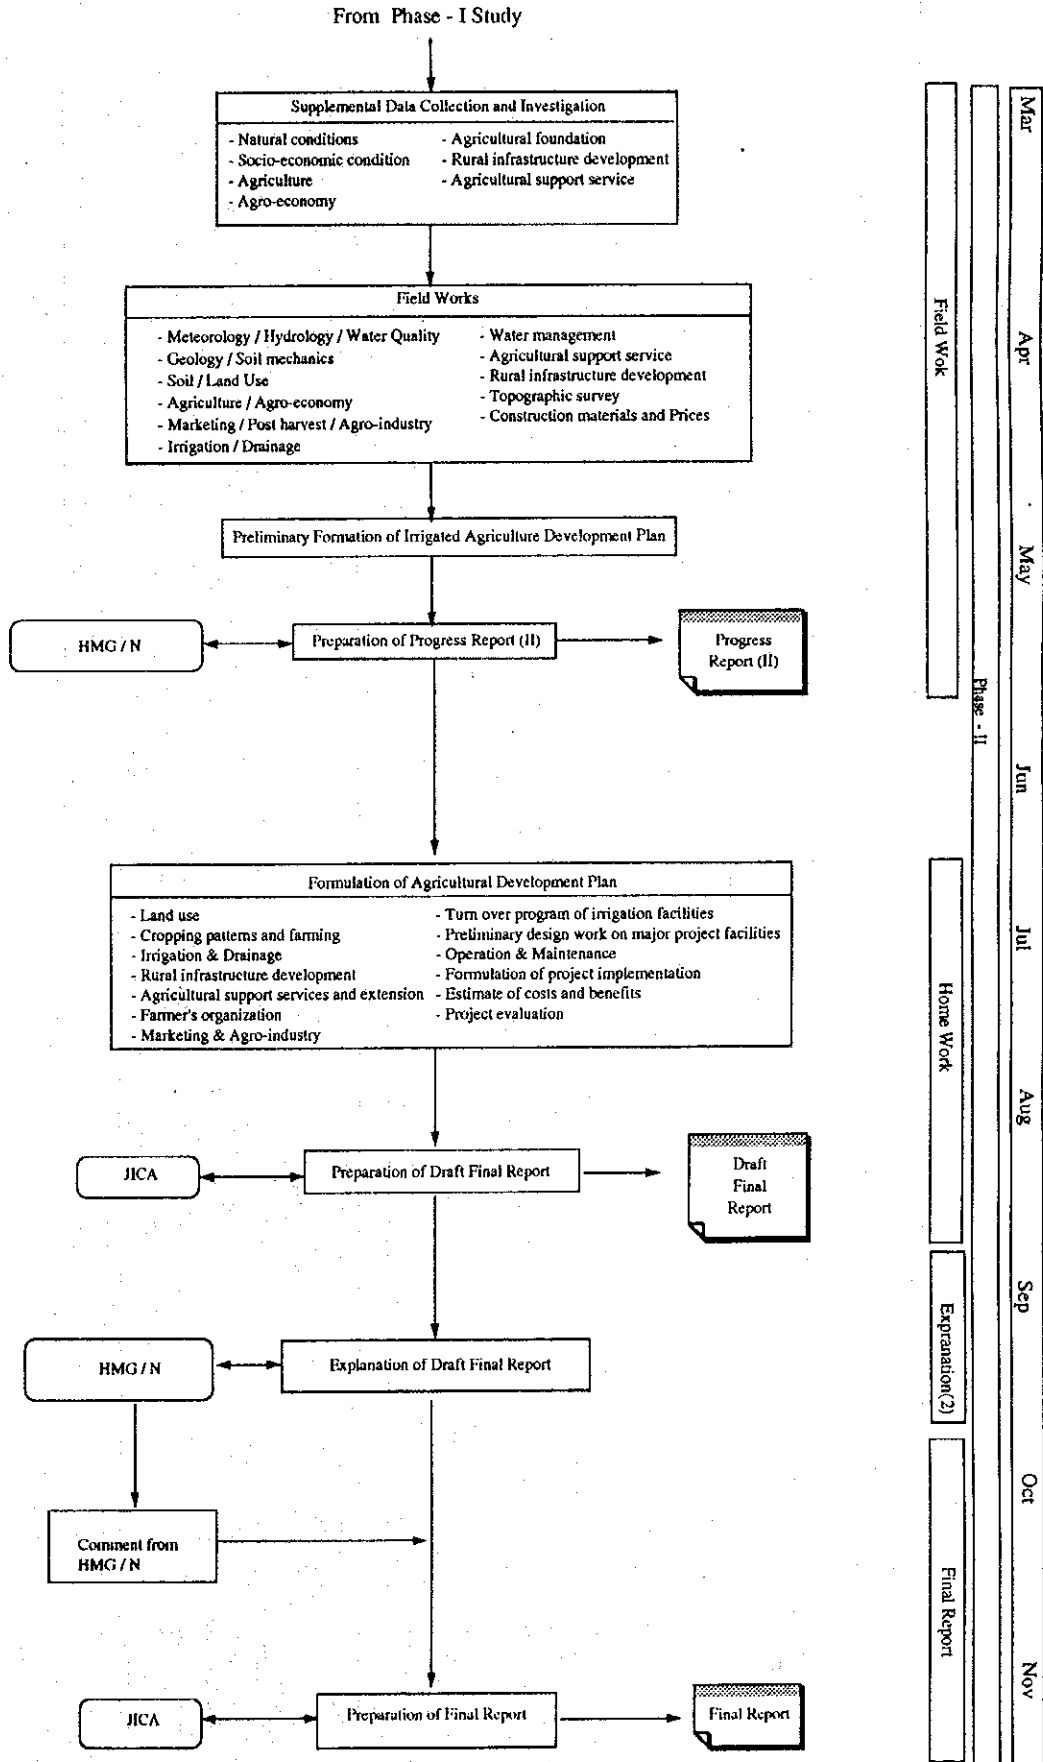 From Phase - I Study
Supplemental Data Collection and Investigation
- Natural conditions
- Socio-economic condition
- Agriculture
- Agro-economy
- Agricultural foundation
- Rural infrastructure development
- Agricultural support service
Field Works
- Meteorology / Hydrology / Water Quality
- Geology / Soil mechanics
- Soil / Land Use
- Agriculture / Agro-economy
- Marketing / Post harvest / Agro-industry
- Irrigation / Drainage
- Water management
- Agricultural support service
- Rural infrastructure development
- Topographic survey
- Construction materials and Prices
Preliminary Formation of Irrigated Agriculture Development Plan
HMG / N
Preparation of Progress Report (II)
Progress
Report (II)
Formulation of Agricultural Development Plan
- Land use
- Cropping patterns and farming
- Irrigation & Drainage
- Rural infrastructure development
- Agricultural support services and extension
- Farmer's organization
- Marketing & Agro-industry
- Turn over program of irrigation facilities
- Preliminary design work on major project facilities
- Operation & Maintenance
- Formulation of project implementation
- Estimate of costs and benefits
- Project evaluation
JICA
Preparation of Draft Final Report
Draft
Final
Report
HMG / N
Explanation of Draft Final Report
Comment from
HMG / N
JICA
Preparation of Final Report
Final Report
Field Wok
Home Work
Expranation(2)
Final Report
Phase - II
Mar
Apr
May
Jun
Jul
Aug
Sep
Oct
Nov